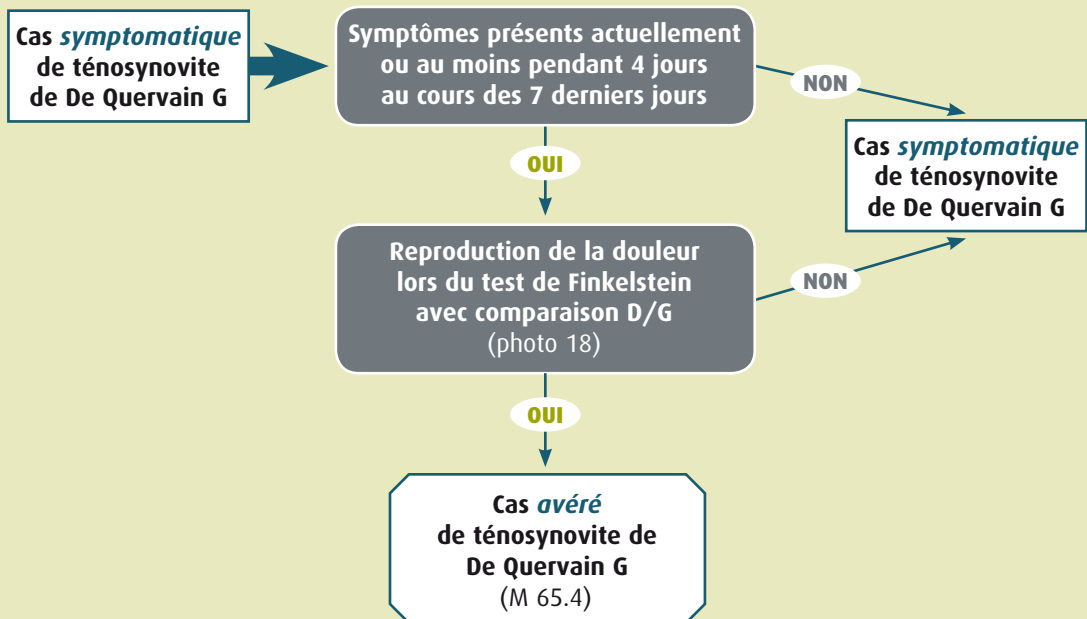 Cas symptomatique
de ténosynovite
de De Quervain G
Symptômes présents actuellement
ou au moins pendant 4 jours
au cours des 7 derniers jours
NON
OUI
Cas symptomatique
de ténosynovite
de De Quervain G
Reproduction de la douleur
lors du test de Finkelstein
avec comparaison D/G
(photo 18)
NON
OUI
Cas avéré
de ténosynovite de
De Quervain G
(M 65.4)